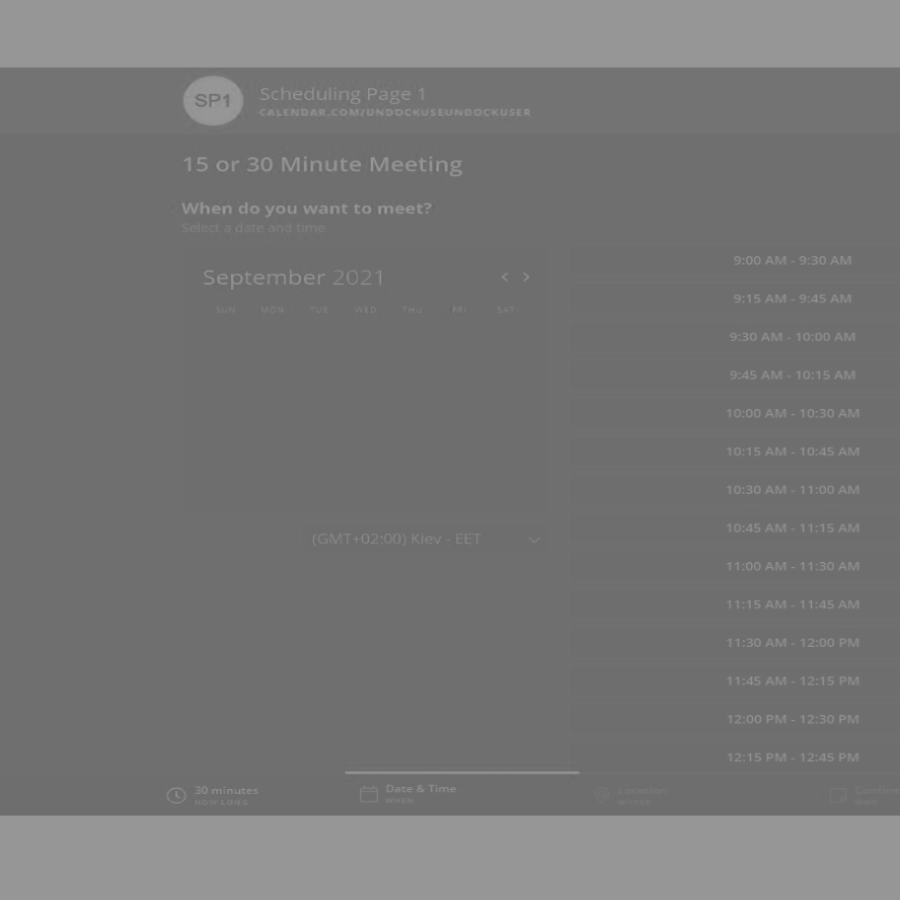 SP1
Scheduling Page 1
CALENDAR.COM/UNDOCKUSEUNDOCKUSER
15 or 30 Minute Meeting
When do you want to meet?
Select a date and time
September 2021
SUN MON TUE WED THU FRI SAT
(GMT+02:00) Kiev - EET
9:00 AM - 9:30 AM
9:15 AM - 9:45 AM
9:30 AM - 10:00 AM
9:45 AM - 10:15 AM
10:00 AM - 10:30 AM
10:15 AM - 10:45 AM
10:30 AM - 11:00 AM
10:45 AM - 11:15 AM
11:00 AM - 11:30 AM
11:15 AM - 11:45 AM
11:30 AM - 12:00 PM
11:45 AM - 12:15 PM
12:00 PM - 12:30 PM
12:15 PM - 12:45 PM
30 minutes
HOW LONG
Date & Time
WHEN
Location